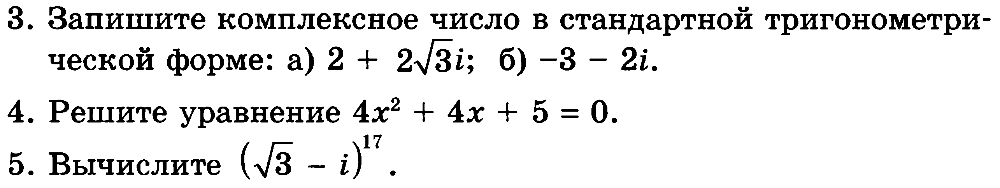 3. Запишите комплексное число в стандартной тригонометри-
ческой форме: а) 2 + 2√3i; б) −3 − 2i.
4. Решите уравнение 4x² + 4x + 5 = 0.
5. Вычислите (√3 − i)¹⁷.